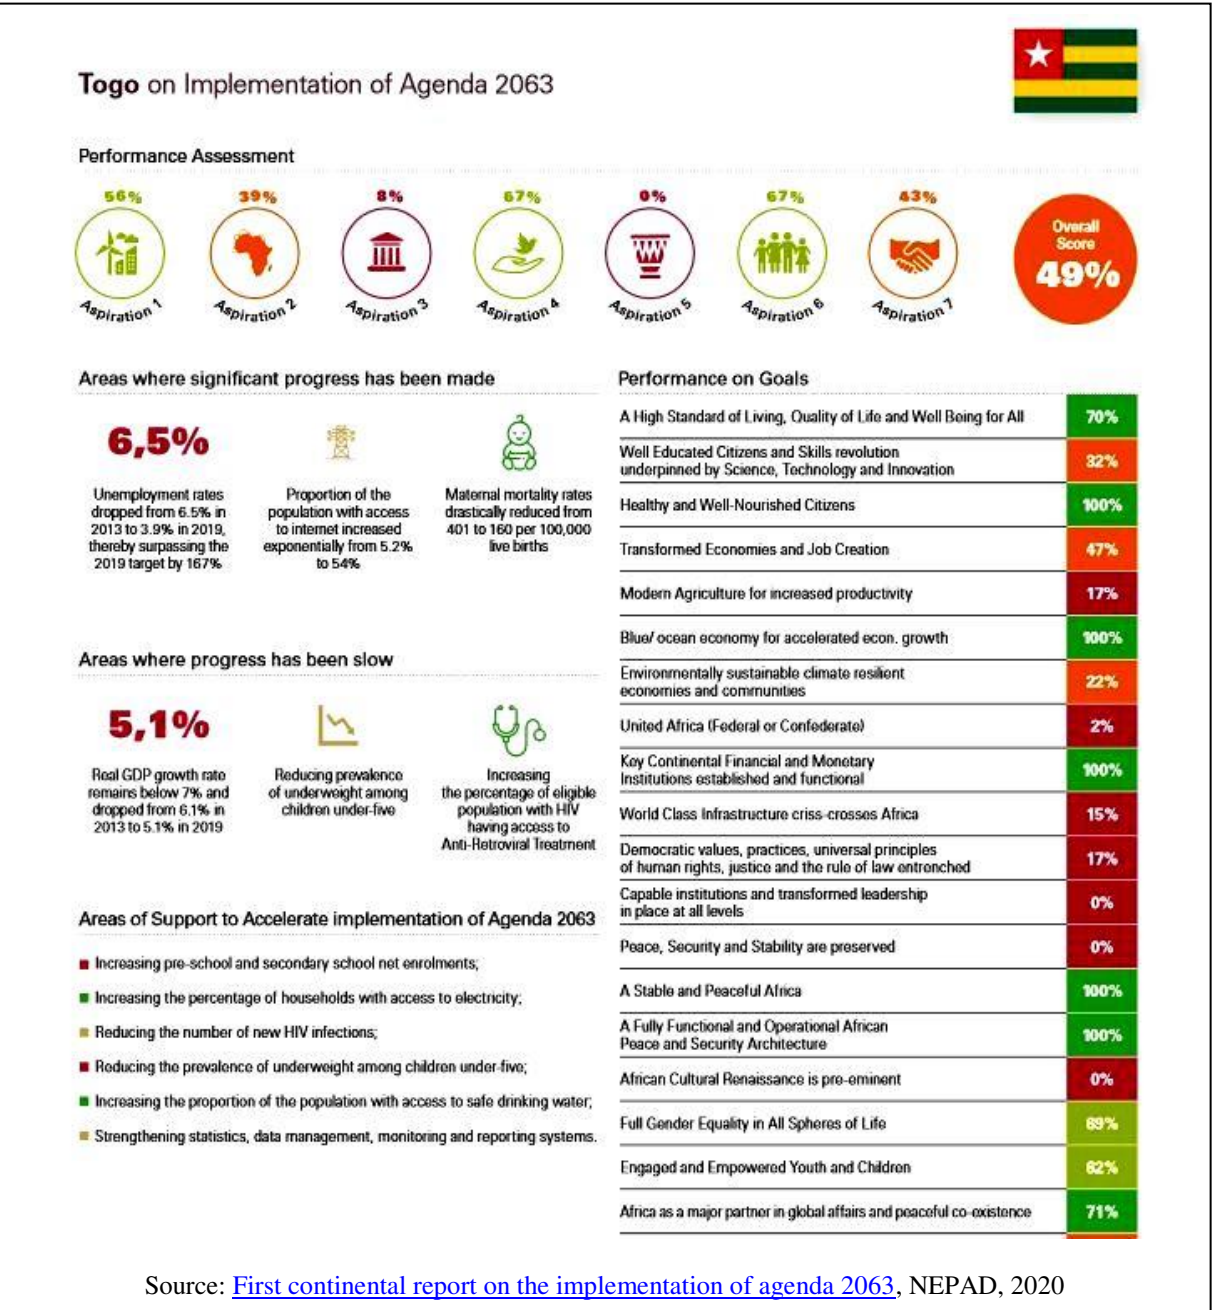 Togo on Implementation of Agenda 2063
Performance Assessment
56%
39%
8%
67%
0%
67%
43%
Aspiration 1
Aspiration 2
Aspiration 3
Aspiration 4
Aspiration 5
Aspiration 6
Aspiration 7
Overall
Score
49%
Areas where significant progress has been made
6,5%
Unemployment rates
dropped from 6.5% in
2013 to 3.9% in 2019,
thereby surpassing the
2019 target by 167%
Proportion of the
population with access
to internet increased
exponentially from 5.2%
to 54%
Maternal mortality rates
drastically reduced from
401 to 160 per 100,000
live births
Areas where progress has been slow
5,1%
Real GDP growth rate
remains below 7% and
dropped from 6.1% in
2013 to 5.1% in 2019
Reducing prevalence
of underweight among
children under-five
Increasing
the percentage of eligible
population with HIV
having access to
Anti-Retroviral Treatment
Areas of Support to Accelerate implementation of Agenda 2063
Increasing pre-school and secondary school net enrolments;
Increasing the percentage of households with access to electricity;
Reducing the number of new HIV infections;
Reducing the prevalence of underweight among children under-five;
Increasing the proportion of the population with access to safe drinking water;
Strengthening statistics, data management, monitoring and reporting systems.
Performance on Goals
A High Standard of Living, Quality of Life and Well Being for All 70%
Well Educated Citizens and Skills revolution
underpinned by Science, Technology and Innovation 32%
Healthy and Well-Nourished Citizens 100%
Transformed Economies and Job Creation 47%
Modern Agriculture for increased productivity 17%
Blue/ ocean economy for accelerated econ. growth 100%
Environmentally sustainable climate resilient
economies and communities 22%
United Africa (Federal or Confederate) 2%
Key Continental Financial and Monetary
Institutions established and functional 100%
World Class Infrastructure criss-crosses Africa 15%
Democratic values, practices, universal principles
of human rights, justice and the rule of law entrenched 17%
Capable institutions and transformed leadership
in place at all levels 0%
Peace, Security and Stability are preserved 0%
A Stable and Peaceful Africa 100%
A Fully Functional and Operational African
Peace and Security Architecture 100%
African Cultural Renaissance is pre-eminent 0%
Full Gender Equality in All Spheres of Life
Engaged and Empowered Youth and Children
Africa as a major partner in global affairs and peaceful co-existence 71%
Source: First continental report on the implementation of agenda 2063, NEPAD, 2020